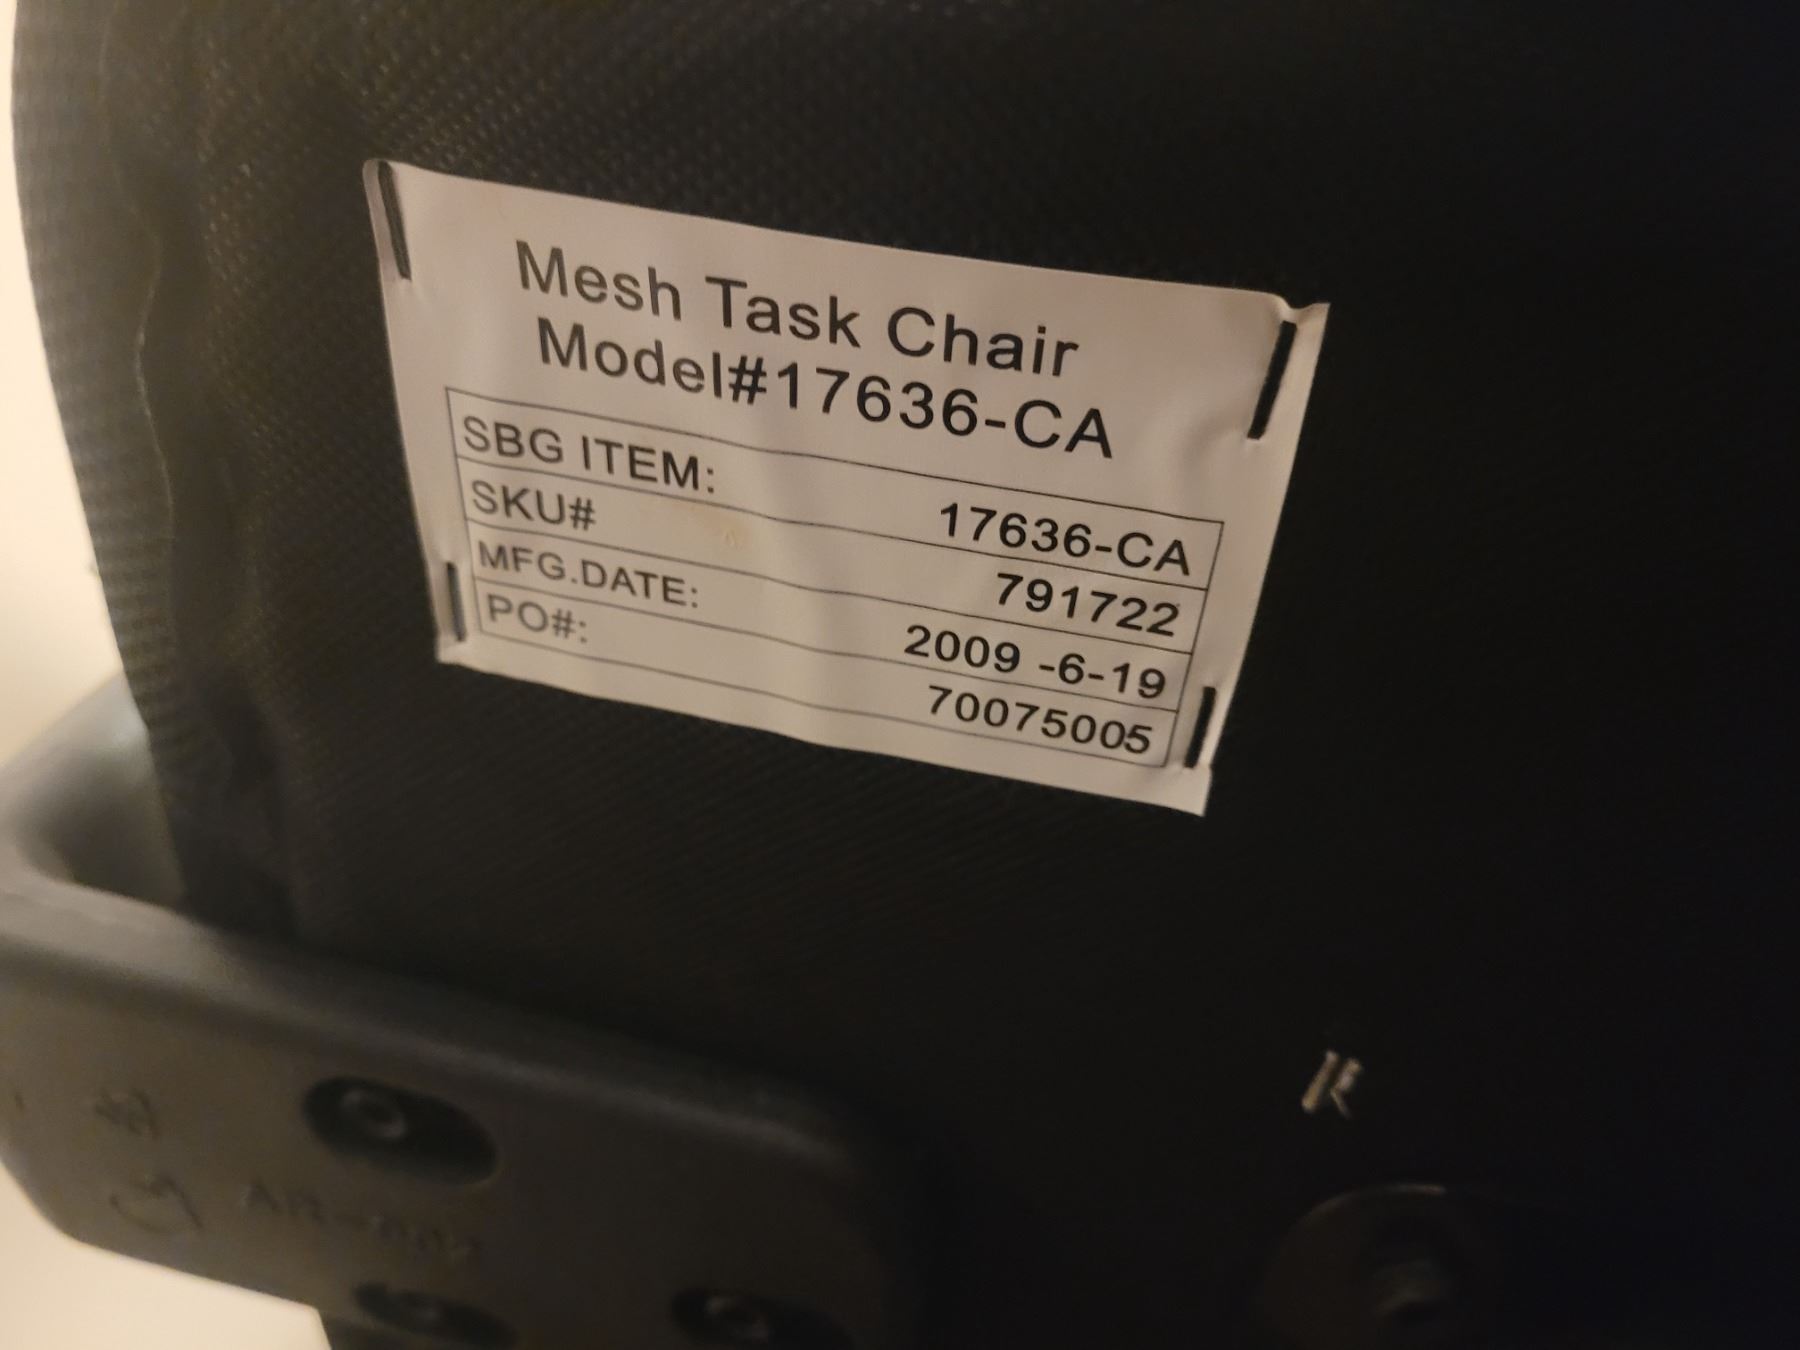 Mesh Task Chair
Model#17636-CA
SBG ITEM: 17636-CA
SKU# 791722
MFG.DATE: 2009 -6-19
PO#: 70075005